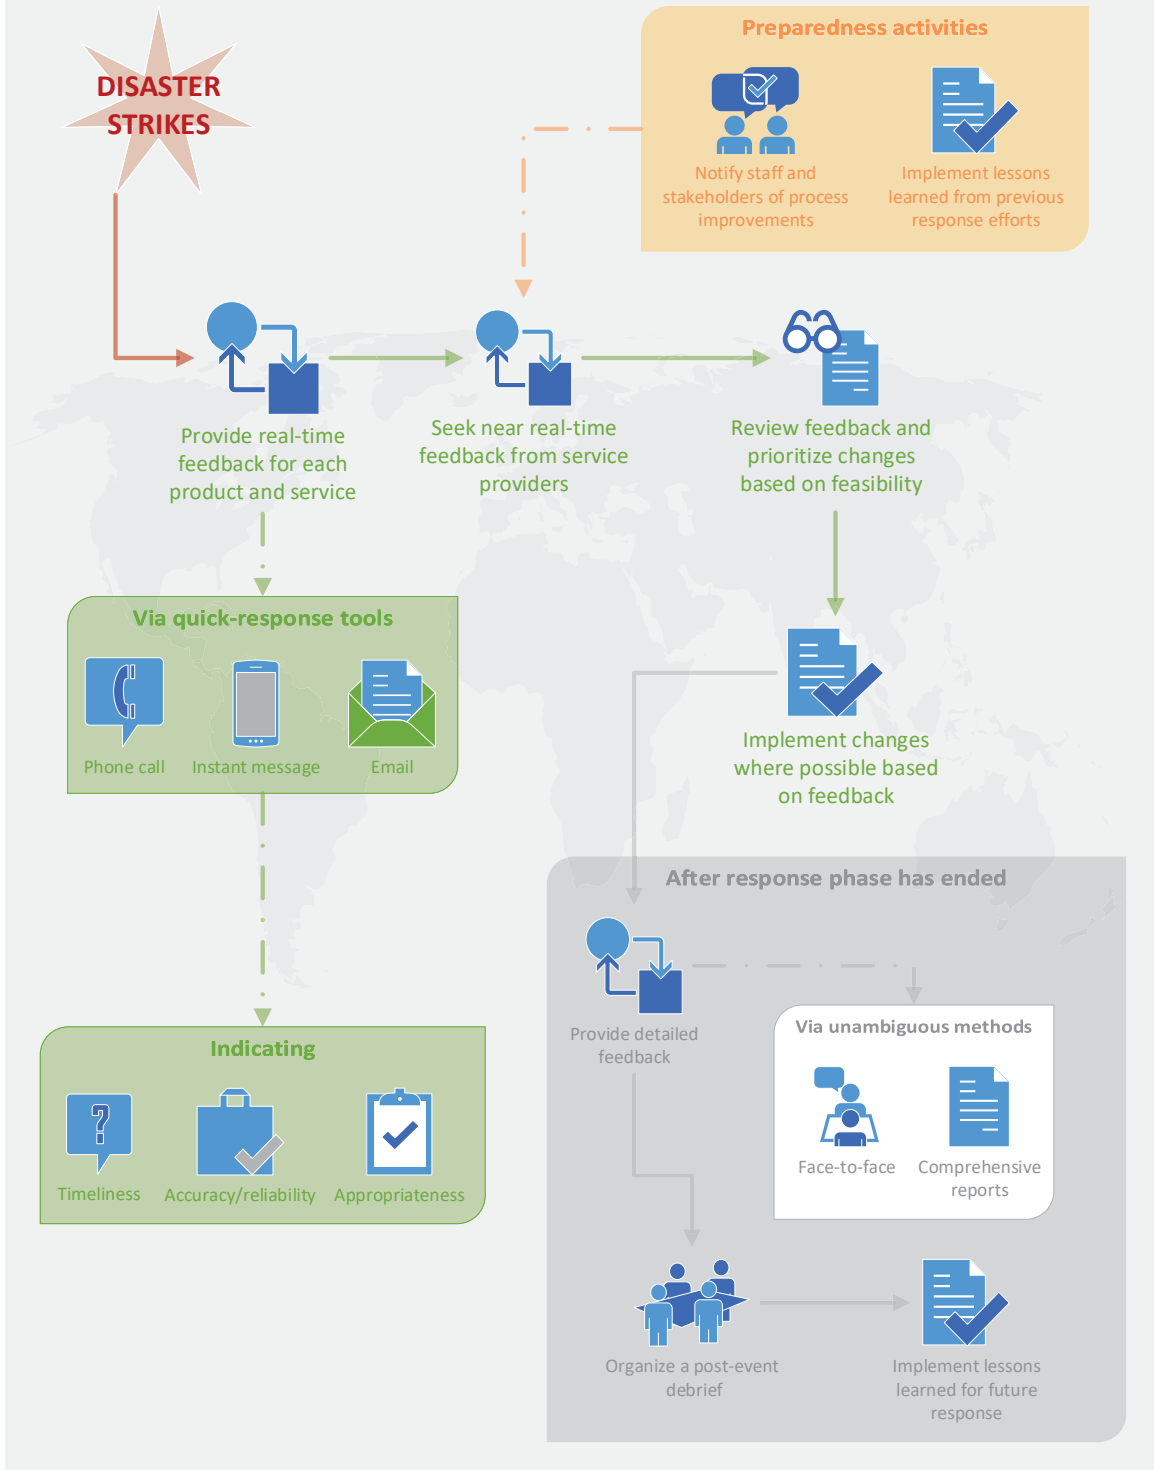 DISASTER
STRIKES
Preparedness activities
Notify staff and
stakeholders of process
improvements
Implement lessons
learned from previous
response efforts
Provide real-time
feedback for each
product and service
Seek near real-time
feedback from service
providers
Review feedback and
prioritize changes
based on feasibility
Via quick-response tools
Phone call
Instant message
Email
Implement changes
where possible based
on feedback
Indicating
?
Timeliness
Accuracy/reliability
Appropriateness
After response phase has ended
Provide detailed
feedback
Via unambiguous methods
Face-to-face
Comprehensive
reports
Organize a post-event
debrief
Implement lessons
learned for future
response